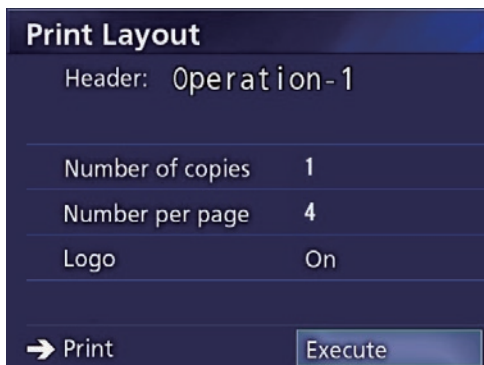 Print Layout
Header: Operation-1
Number of copies 1
Number per page 4
Logo On
Print Execute